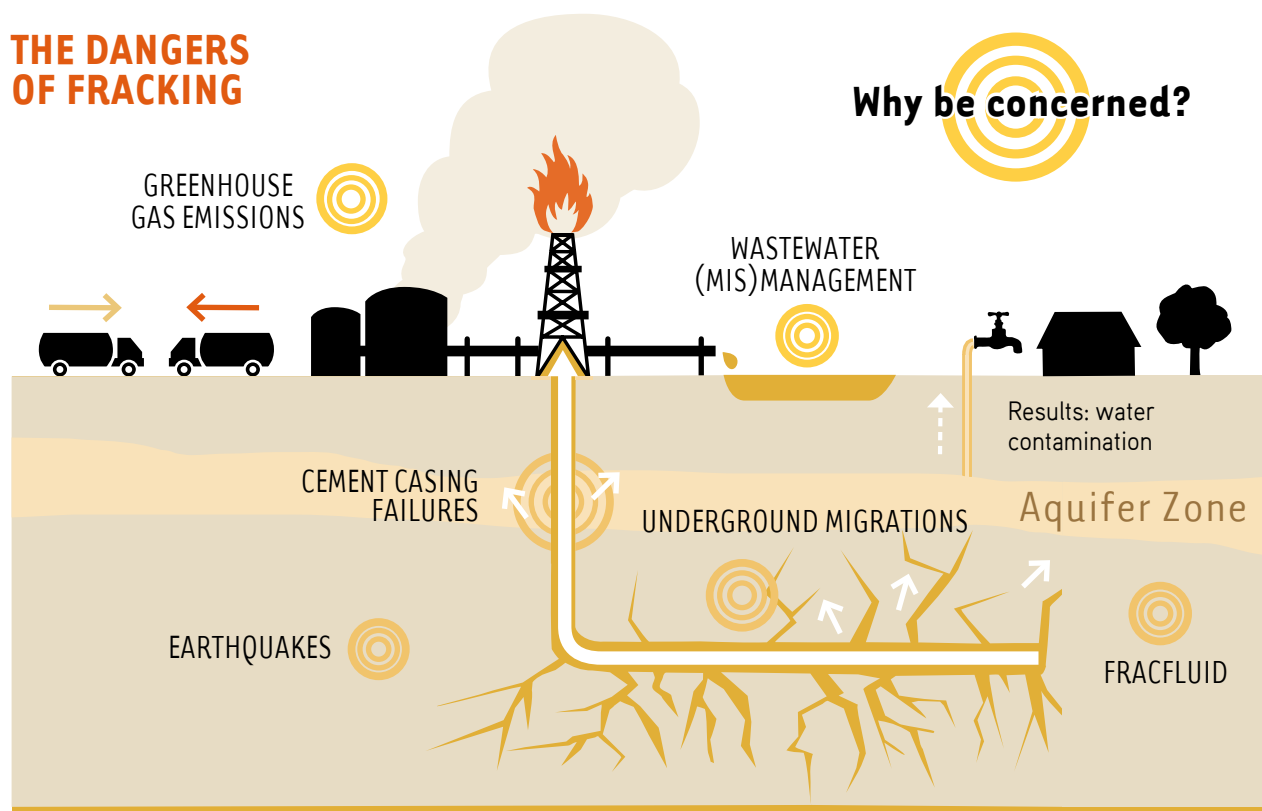 THE DANGERS
OF FRACKING
Why be concerned?
GREENHOUSE
GAS EMISSIONS
WASTEWATER
(MIS)MANAGEMENT
Results: water
contamination
CEMENT CASING
FAILURES
UNDERGROUND MIGRATIONS
Aquifer Zone
EARTHQUAKES
FRACFLUID